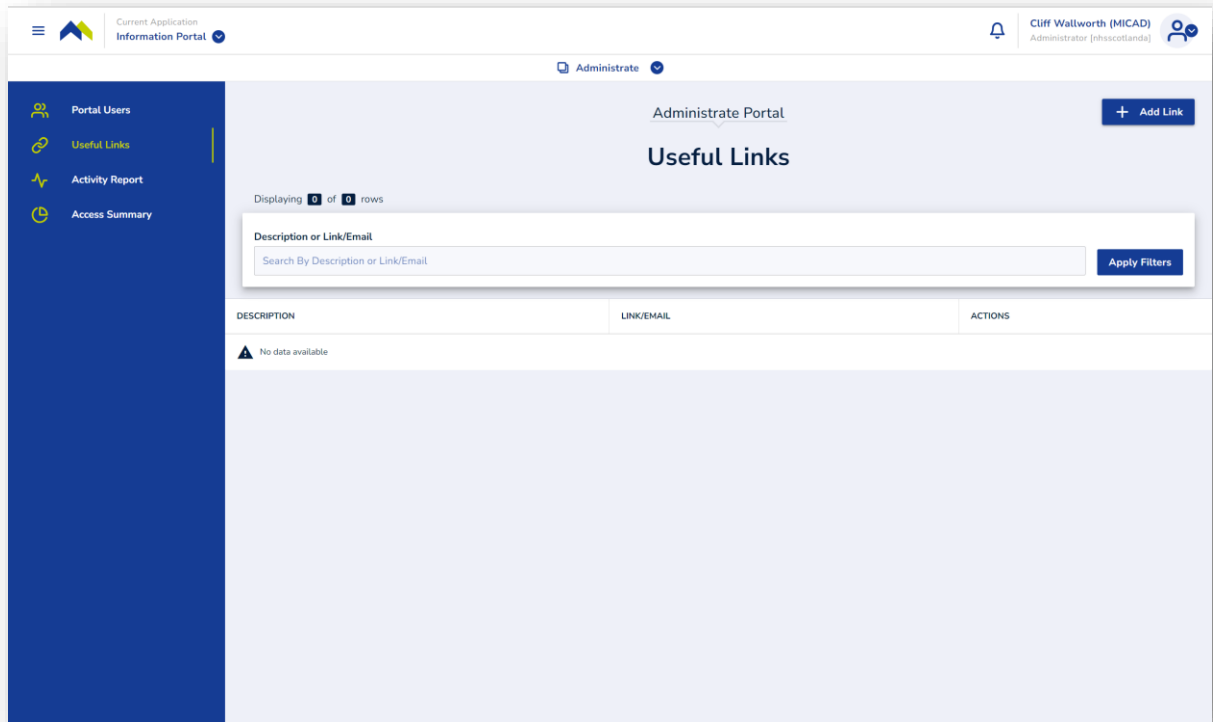 Current Application
Information Portal
Cliff Wallworth (MICAD)
Administrator [nhsscotlanda]
Administrate
Portal Users
Useful Links
Activity Report
Access Summary
Administrate Portal
+ Add Link
Useful Links
Displaying 0 of 0 rows
Description or Link/Email
Search By Description or Link/Email
Apply Filters
DESCRIPTION LINK/EMAIL ACTIONS
No data available